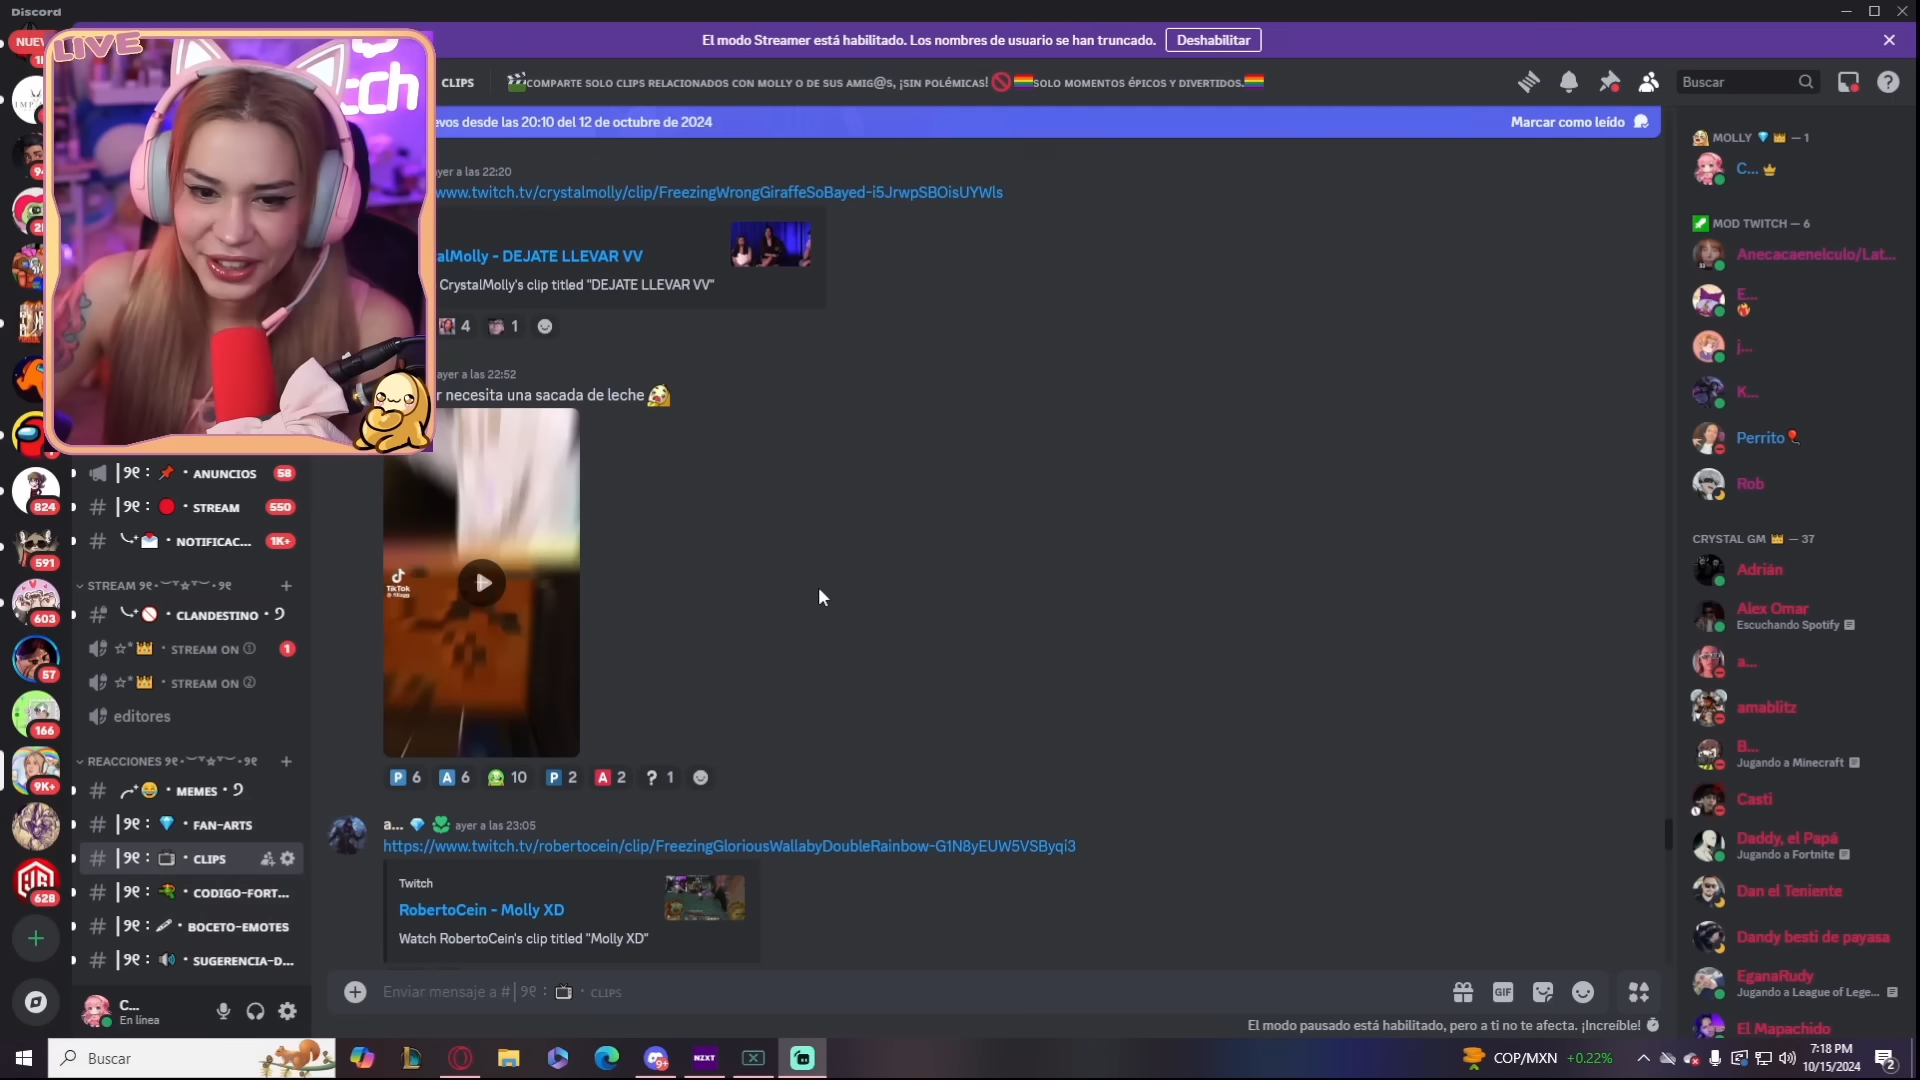 Discord
El modo Streamer está habilitado. Los nombres de usuario se han truncado.
Deshabilitar
NUEV
LIVE
CLIPS
COMPARTE SOLO CLIPS RELACIONADOS CON MOLLY O DE SUS AMIG@S, ¡SIN POLÉMICAS!
SOLO MOMENTOS ÉPICOS Y DIVERTIDOS.
Buscar
evos desde las 20:10 del 12 de octubre de 2024
Marcar como leído
ayer a las 22:20
www.twitch.tv/crystalmolly/clip/FreezingWrongGiraffeSoBayed-i5JrwpSBOisUYWls
alMolly - DEJATE LLEVAR VV
CrystalMolly's clip titled "DEJATE LLEVAR VV"
4
1
ayer a las 22:52
r necesita una sacada de leche
TikTok
P 6
A 6
10
P 2
A 2
? 1
a...
ayer a las 23:05
https://www.twitch.tv/robertocein/clip/FreezingGloriousWallabyDoubleRainbow-G1N8yEUW5VSByqi3
Twitch
RobertoCein - Molly XD
Watch RobertoCein's clip titled "Molly XD"
Enviar mensaje a # | ୨୧ : · CLIPS
GIF
El modo pausado está habilitado, pero a ti no te afecta. ¡Increíble!
824
591
603
57
166
9K+
628
ANUNCIOS
58
STREAM
550
NOTIFICAC...
1K+
STREAM
CLANDESTINO
STREAM ON ①
1
STREAM ON ②
editores
REACCIONES
MEMES
FAN-ARTS
CLIPS
CODIGO-FORT...
BOCETO-EMOTES
SUGERENCIA-D...
C...
En línea
MOLLY — 1
C...
MOD TWITCH — 6
Anecacaenelculo/Lat...
E...
j...
K...
Perrito
Rob
CRYSTAL GM — 37
Adrián
Alex Omar
Escuchando Spotify
a...
amablitz
B...
Jugando a Minecraft
Casti
Daddy, el Papá
Jugando a Fortnite
Dan el Teniente
Dandy besti de payasa
EganaRudy
Jugando a League of Lege...
El Mapachido
Buscar
9+
NZXT
COP/MXN +0.22%
7:18 PM
10/15/2024
2